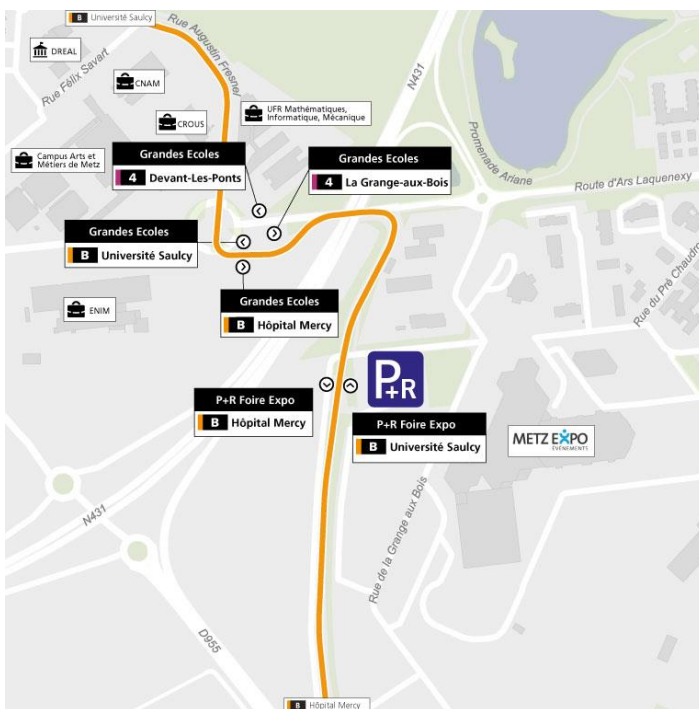 B Université Saulcy
DREAL
Rue Félix Savart
CNAM
CROUS
Rue Augustin Fresnel
UFR Mathématiques,
Informatique, Mécanique
N431
Promenade Ariane
Campus Arts et
Métiers de Metz
Grandes Ecoles
4 Devant-Les-Ponts
Grandes Ecoles
4 La Grange-aux-Bois
Route d'Ars Laquenexy
Grandes Ecoles
B Université Saulcy
Rue du Pré Chaudron
ENIM
Grandes Ecoles
B Hôpital Mercy
P+R
P+R Foire Expo
B Hôpital Mercy
P+R Foire Expo
B Université Saulcy
METZ EXPO
EVÉNEMENTS
Rue de la Grange aux Bois
N431
D955
B Hôpital Mercy